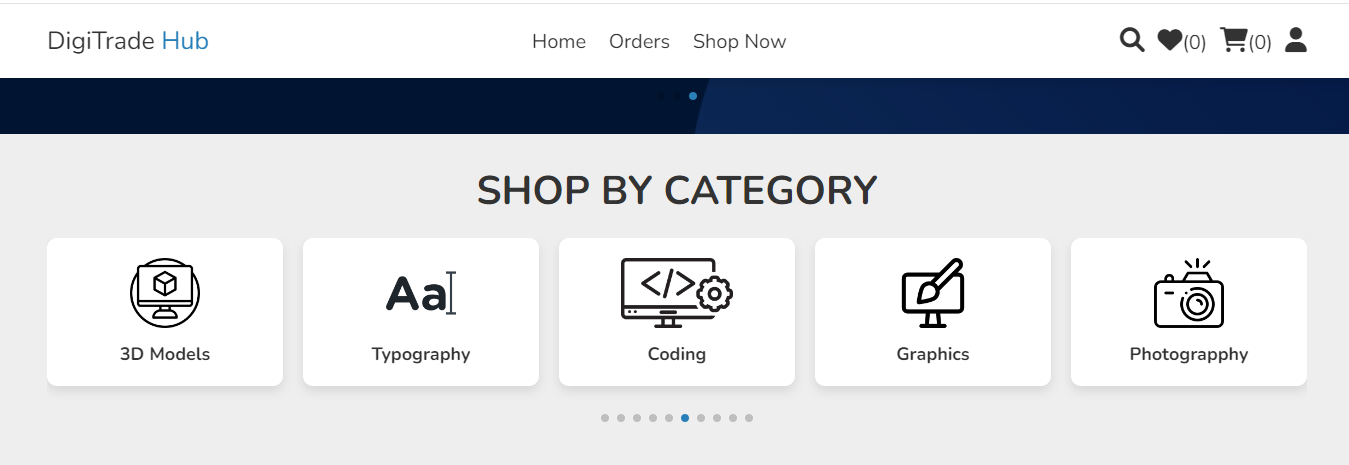 DigiTrade Hub Home Orders Shop Now (0) (0)
SHOP BY CATEGORY
Aa
</>
3D Models Typography Coding Graphics Photograpphy